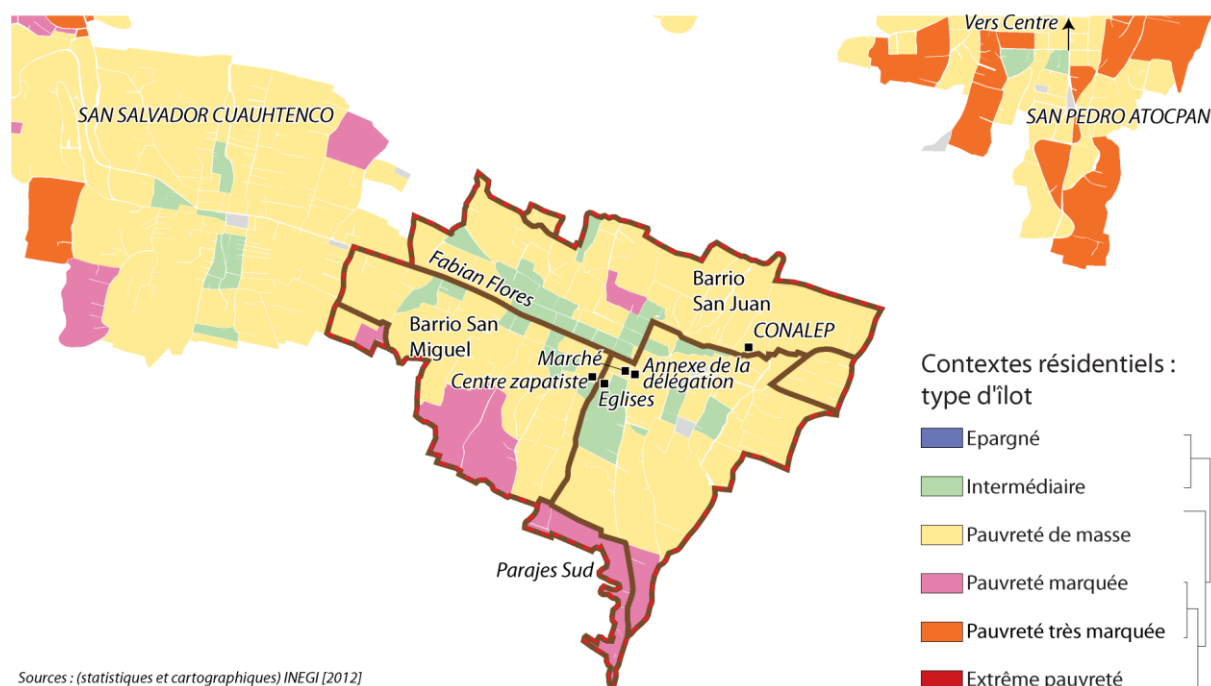 Vers Centre
SAN SALVADOR CUAUHTENCO
SAN PEDRO ATOCPAN
Fabian Flores
Barrio
San Juan
CONALEP
Barrio San
Miguel
Marché
Annexe de la
délégation
Centre zapatiste
Eglises
Parajes Sud
Contextes résidentiels :
type d'îlot
Epargné
Intermédiaire
Pauvreté de masse
Pauvreté marquée
Pauvreté très marquée
Extrême pauvreté
Sources : (statistiques et cartographiques) INEGI [2012]